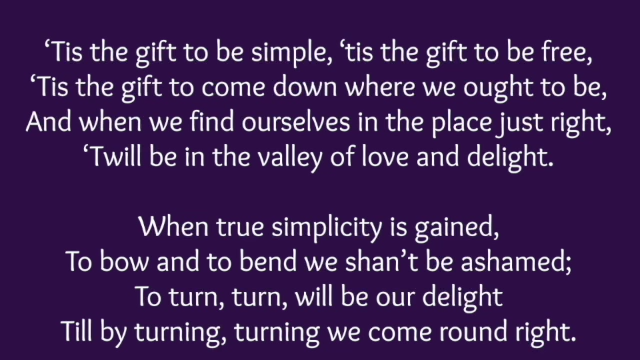 ‘Tis the gift to be simple, ‘tis the gift to be free,
‘Tis the gift to come down where we ought to be,
And when we find ourselves in the place just right,
‘Twill be in the valley of love and delight.
When true simplicity is gained,
To bow and to bend we shan’t be ashamed;
To turn, turn, will be our delight
Till by turning, turning we come round right.